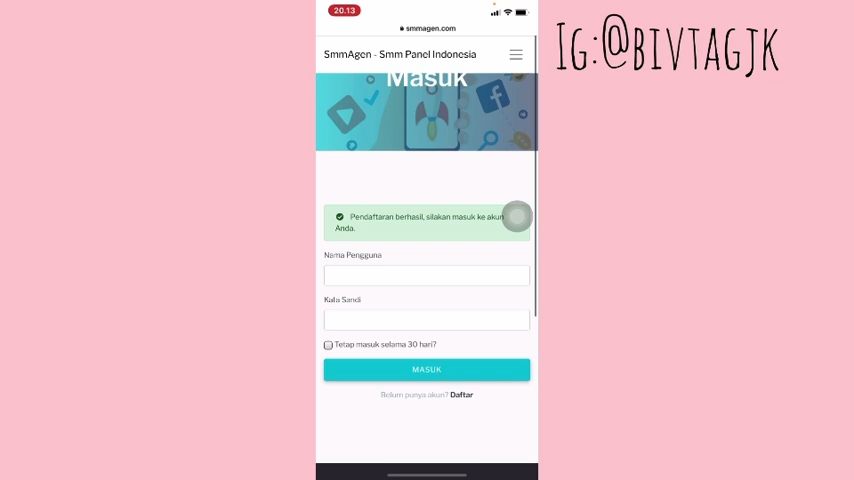 20.13
smmagen.com
SmmAgen - Smm Panel Indonesia
Masuk
Pendaftaran berhasil, silakan masuk ke akun
Anda.
Nama Pengguna
Kata Sandi
Tetap masuk selama 30 hari?
MASUK
Belum punya akun? Daftar
IG:@BIVTAGJK